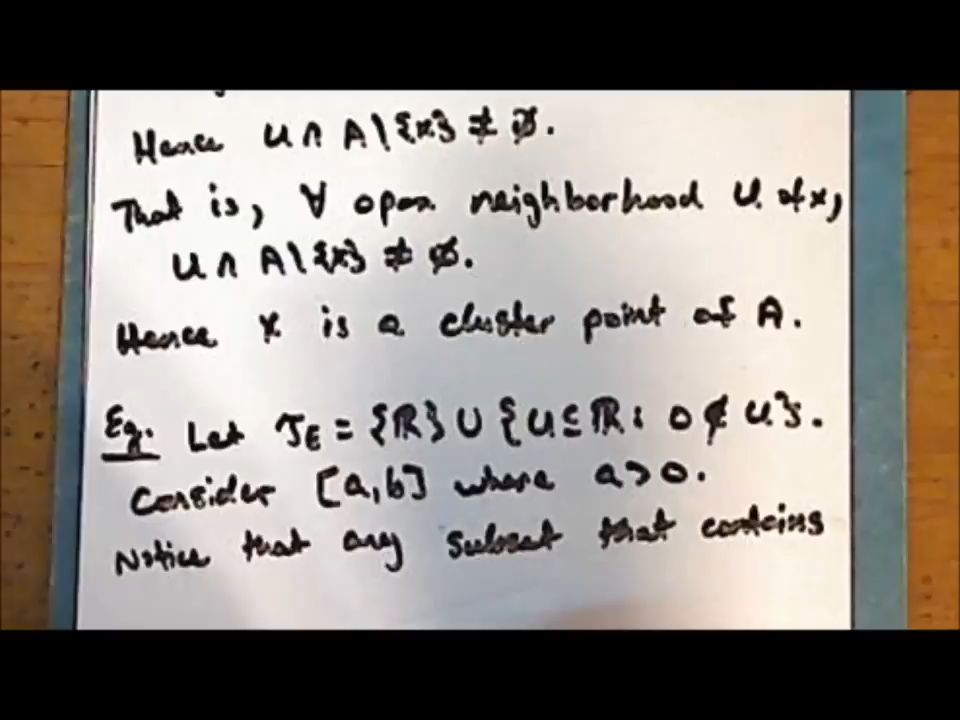 Hence U ∩ A \ {x} ≠ ∅.
That is, ∀ open neighborhood U of x,
U ∩ A \ {x} ≠ ∅.
Hence x is a cluster point of A.
Eg. Let 𝒯E = {ℝ} ∪ {U ⊆ ℝ : 0 ∉ U}.
Consider [a,b] where a > 0.
Notice that any subset that contains